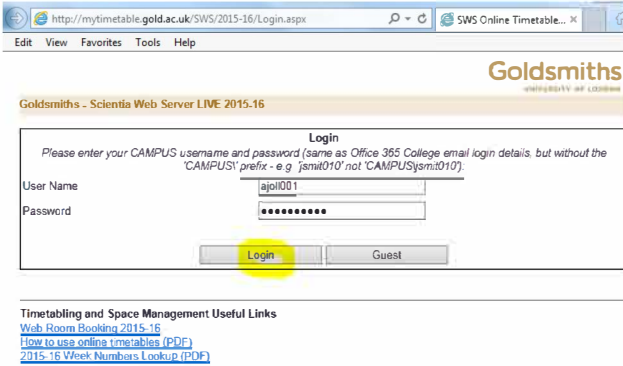 http://mytimetable.gold.ac.uk/SWS/2015-16/Login.aspx
SWS Online Timetable...
Edit View Favorites Tools Help
Goldsmiths
UNIVERSITY OF LONDON
Goldsmiths - Scientia Web Server LIVE 2015-16
Login
Please enter your CAMPUS username and password (same as Office 365 College email login details, but without the
'CAMPUS\' prefix - e.g 'jsmit010' not 'CAMPUS\jsmit010'):
User Name ajoll001
Password ●●●●●●●●●●
Login Guest
Timetabling and Space Management Useful Links
Web Room Booking 2015-16
How to use online timetables (PDF)
2015-16 Week Numbers Lookup (PDF)